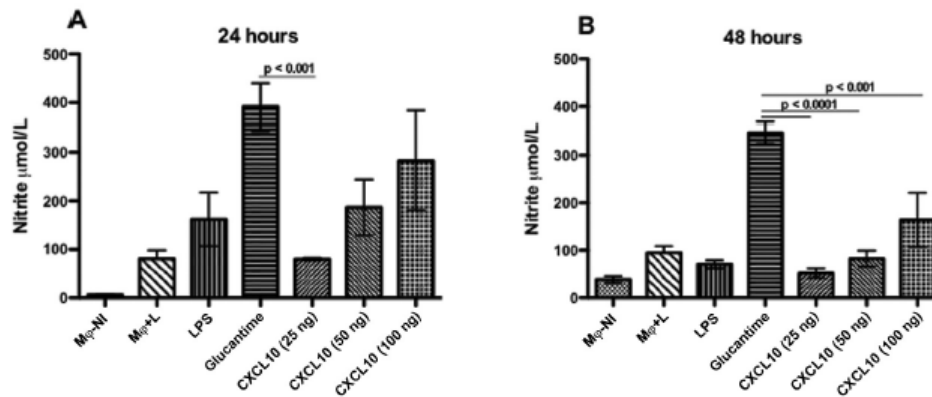 A
24 hours
500
400
300
200
100
0
Nitrite µmol/L.
p < 0.001
Mφ-NI
Mφ+L
LPS
Glucantime
CXCL10 (25 ng)
CXCL10 (50 ng)
CXCL10 (100 ng)
B
48 hours
500
400
300
200
100
0
Nitrite µmol/L.
p < 0.001
p < 0.0001
Mφ-NI
Mφ+L
LPS
Glucantime
CXCL10 (25 ng)
CXCL10 (50 ng)
CXCL10 (100 ng)